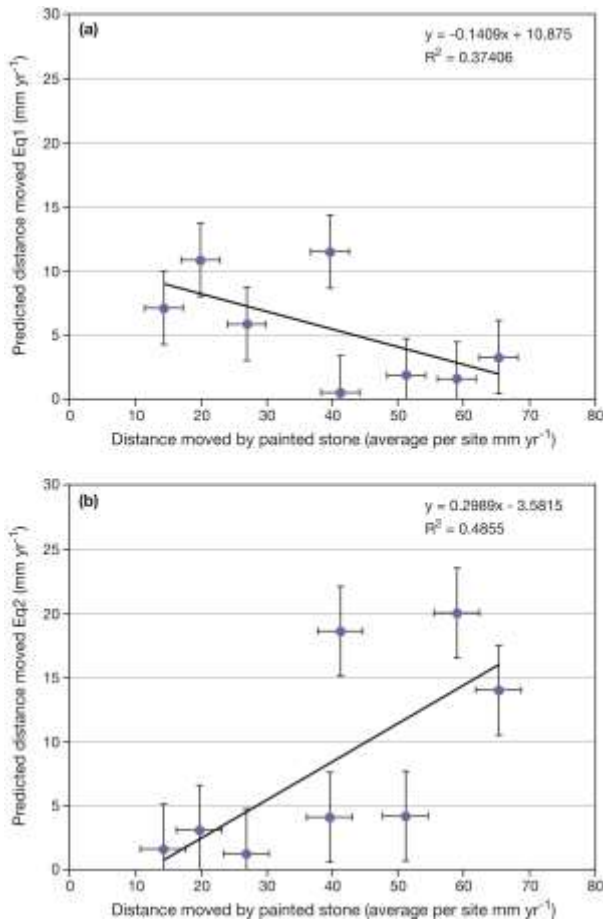 (a)
y = -0.1409x + 10.875
R² = 0.37406
30
25
20
15
10
5
0
Predicted distance moved Eq1 (mm yr⁻¹)
0 10 20 30 40 50 60 70 80
Distance moved by painted stone (average per site mm yr⁻¹)
(b)
y = 0.2989x - 3.5815
R² = 0.4855
30
25
20
15
10
5
0
Predicted distance moved Eq2 (mm yr⁻¹)
0 10 20 30 40 50 60 70 80
Distance moved by painted stone (average per site mm yr⁻¹)